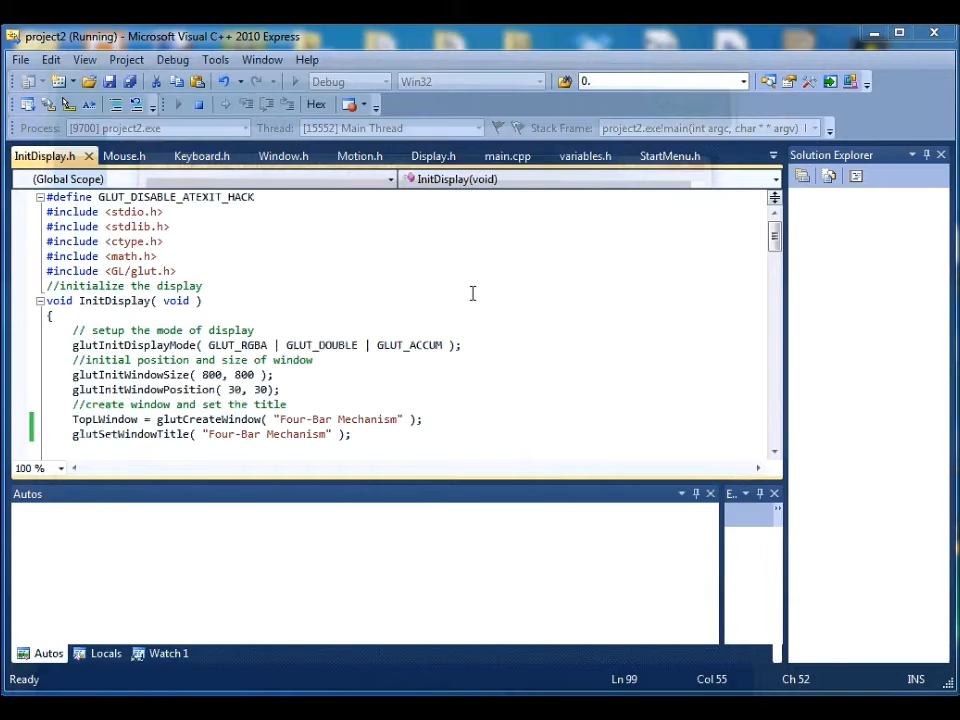 project2 (Running) - Microsoft Visual C++ 2010 Express
File Edit View Project Debug Tools Window Help
Debug Win32 0.
Hex
Process: [9700] project2.exe Thread: [15552] Main Thread Stack Frame: project2.exe!main(int argc, char * * argv)
InitDisplay.h Mouse.h Keyboard.h Window.h Motion.h Display.h main.cpp variables.h StartMenu.h Solution Explorer
(Global Scope) InitDisplay(void)
#define GLUT_DISABLE_ATEXIT_HACK
#include <stdio.h>
#include <stdlib.h>
#include <ctype.h>
#include <math.h>
#include <GL/glut.h>
//initialize the display
void InitDisplay( void )
{
// setup the mode of display
glutInitDisplayMode( GLUT_RGBA | GLUT_DOUBLE | GLUT_ACCUM );
//initial position and size of window
glutInitWindowSize( 800, 800 );
glutInitWindowPosition( 30, 30);
//create window and set the title
TopLWindow = glutCreateWindow( "Four-Bar Mechanism" );
glutSetWindowTitle( "Four-Bar Mechanism" );
100 %
Autos E..
Autos Locals Watch 1
Ready Ln 99 Col 55 Ch 52 INS